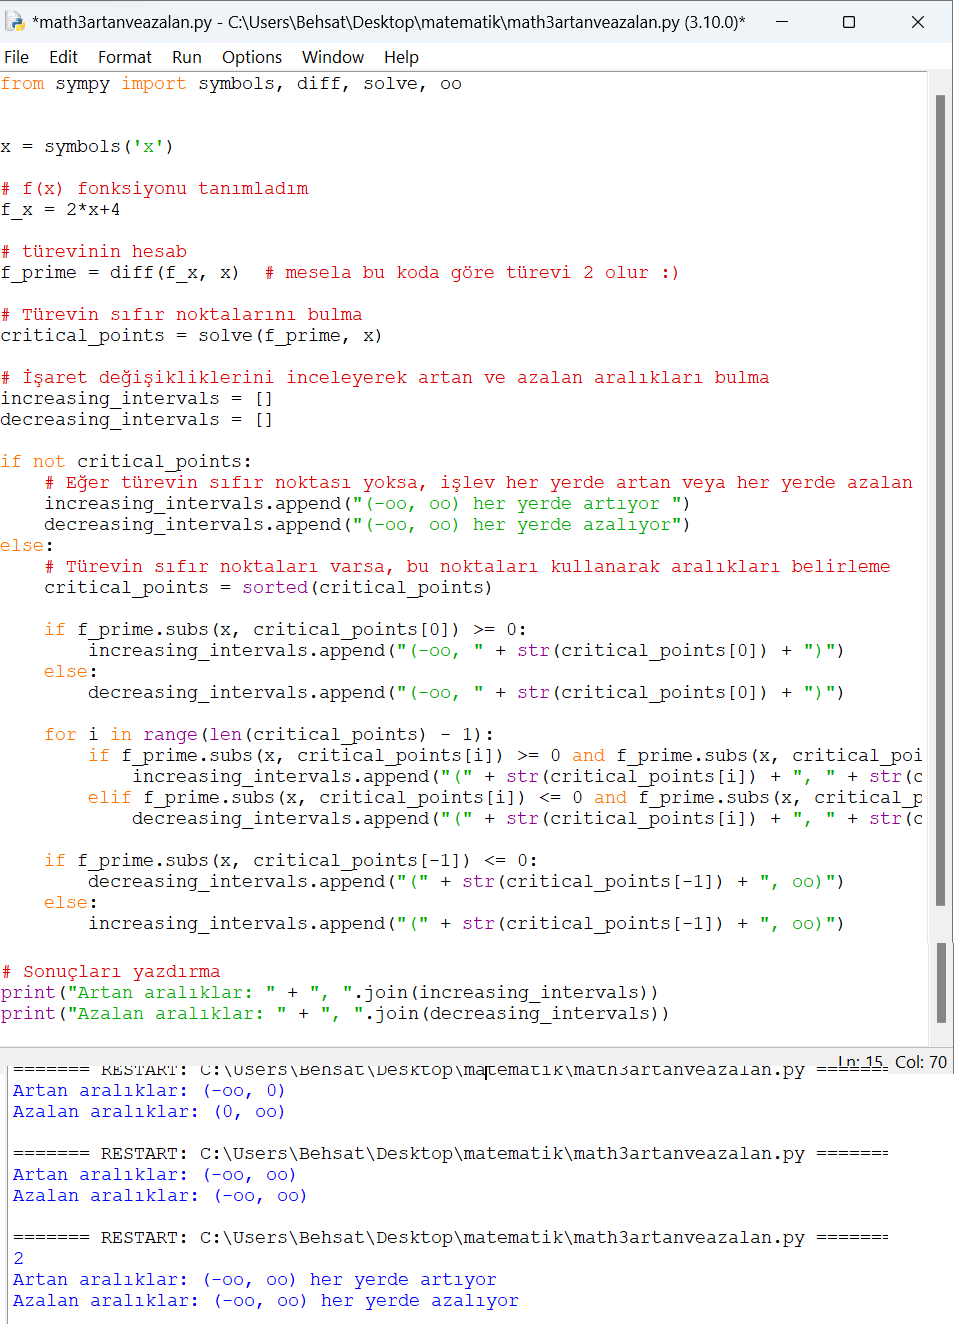 *math3artanveazalan.py - C:\Users\Behsat\Desktop\matematik\math3artanveazalan.py (3.10.0)*
File Edit Format Run Options Window Help
from sympy import symbols, diff, solve, oo
x = symbols('x')
# f(x) fonksiyonu tanımladım
f_x = 2*x+4
# türevinin hesab
f_prime = diff(f_x, x)  # mesela bu koda göre türevi 2 olur :)
# Türevin sıfır noktalarını bulma
critical_points = solve(f_prime, x)
# İşaret değişikliklerini inceleyerek artan ve azalan aralıkları bulma
increasing_intervals = []
decreasing_intervals = []
if not critical_points:
    # Eğer türevin sıfır noktası yoksa, işlev her yerde artan veya her yerde azalan
    increasing_intervals.append("(-oo, oo) her yerde artıyor ")
    decreasing_intervals.append("(-oo, oo) her yerde azalıyor")
else:
    # Türevin sıfır noktaları varsa, bu noktaları kullanarak aralıkları belirleme
    critical_points = sorted(critical_points)
    if f_prime.subs(x, critical_points[0]) >= 0:
        increasing_intervals.append("(-oo, " + str(critical_points[0]) + ")")
    else:
        decreasing_intervals.append("(-oo, " + str(critical_points[0]) + ")")
    for i in range(len(critical_points) - 1):
        if f_prime.subs(x, critical_points[i]) >= 0 and f_prime.subs(x, critical_poi
            increasing_intervals.append("(" + str(critical_points[i]) + ", " + str(c
        elif f_prime.subs(x, critical_points[i]) <= 0 and f_prime.subs(x, critical_p
            decreasing_intervals.append("(" + str(critical_points[i]) + ", " + str(c
    if f_prime.subs(x, critical_points[-1]) <= 0:
        decreasing_intervals.append("(" + str(critical_points[-1]) + ", oo)")
    else:
        increasing_intervals.append("(" + str(critical_points[-1]) + ", oo)")
# Sonuçları yazdırma
print("Artan aralıklar: " + ", ".join(increasing_intervals))
print("Azalan aralıklar: " + ", ".join(decreasing_intervals))
Ln: 15 Col: 70
======= RESTART: C:\Users\Behsat\Desktop\matematik\math3artanveazalan.py =======
Artan aralıklar: (-oo, 0)
Azalan aralıklar: (0, oo)
======= RESTART: C:\Users\Behsat\Desktop\matematik\math3artanveazalan.py =======
Artan aralıklar: (-oo, oo)
Azalan aralıklar: (-oo, oo)
======= RESTART: C:\Users\Behsat\Desktop\matematik\math3artanveazalan.py =======
2
Artan aralıklar: (-oo, oo) her yerde artıyor
Azalan aralıklar: (-oo, oo) her yerde azalıyor